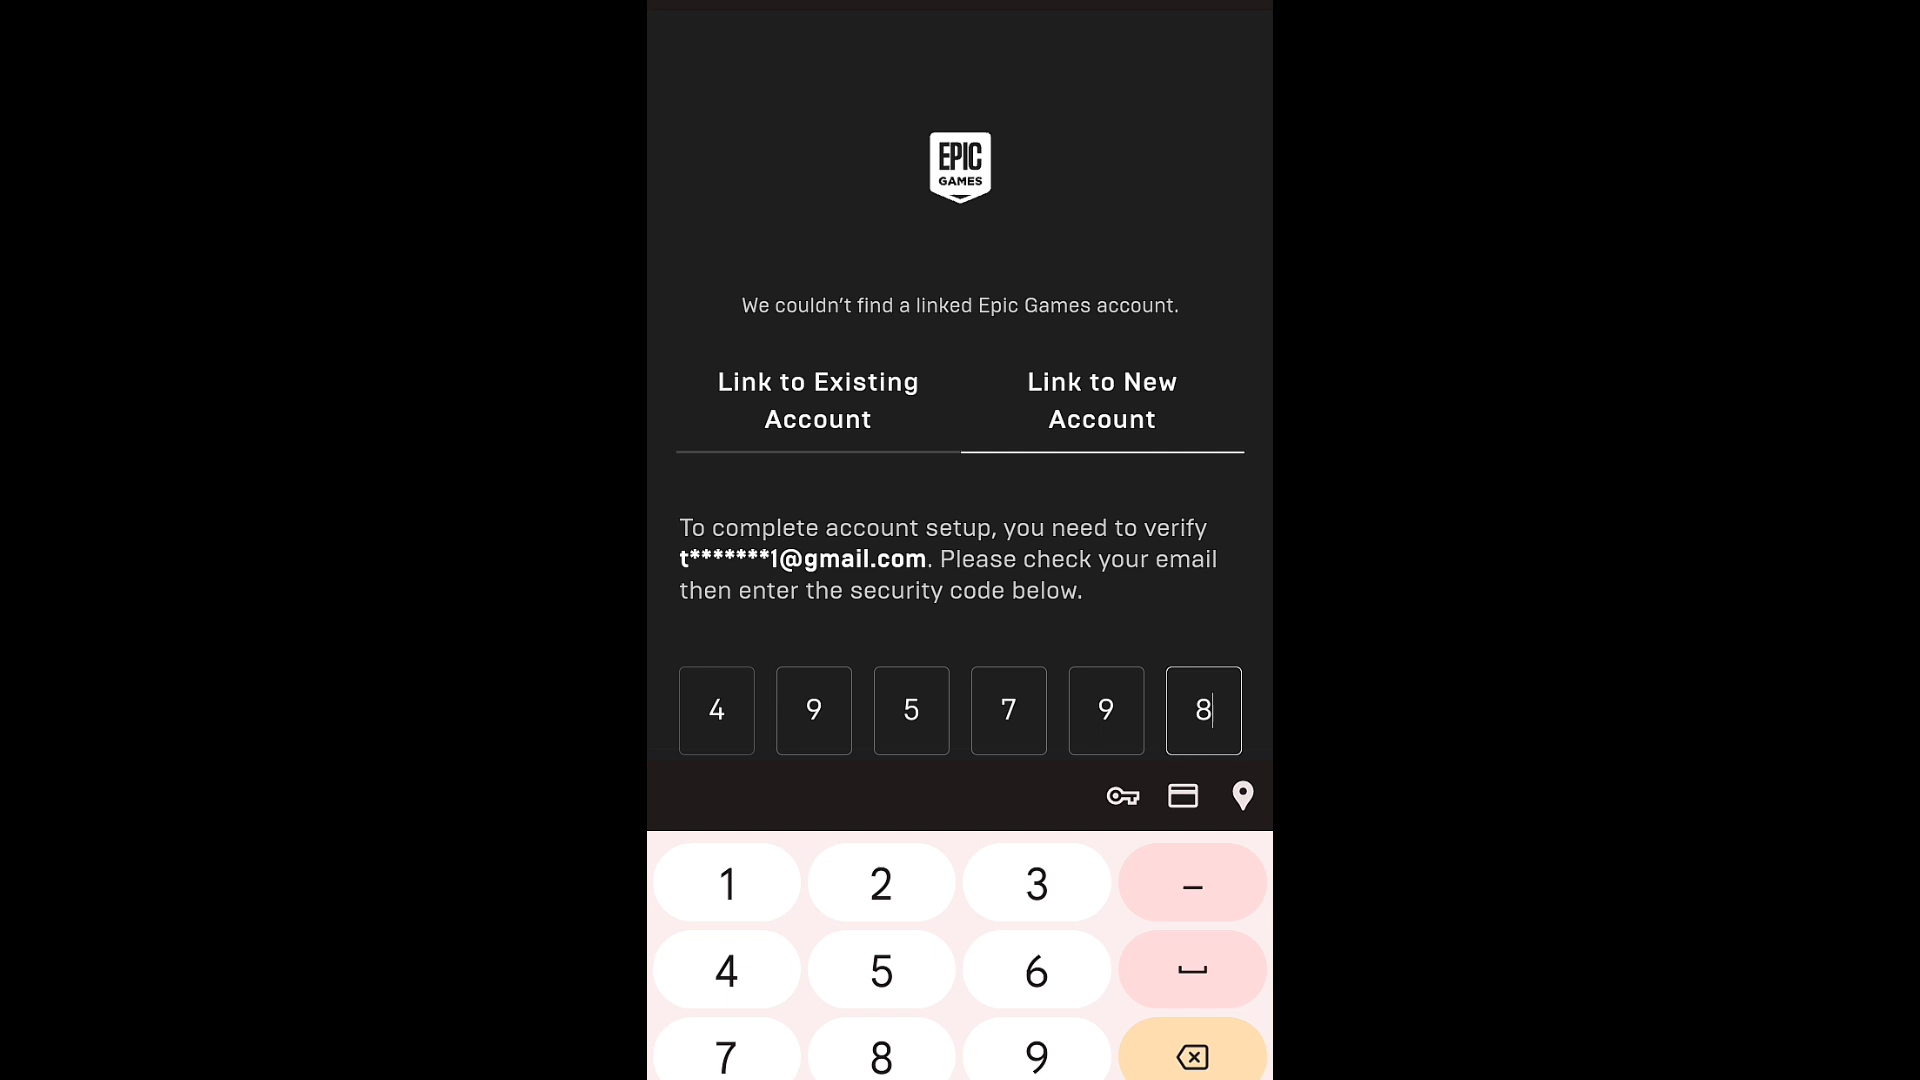 EPIC
GAMES
We couldn't find a linked Epic Games account.
Link to Existing
Account
Link to New
Account
To complete account setup, you need to verify
t*******1@gmail.com. Please check your email
then enter the security code below.
4 9 5 7 9 8
1 2 3 –
4 5 6
7 8 9